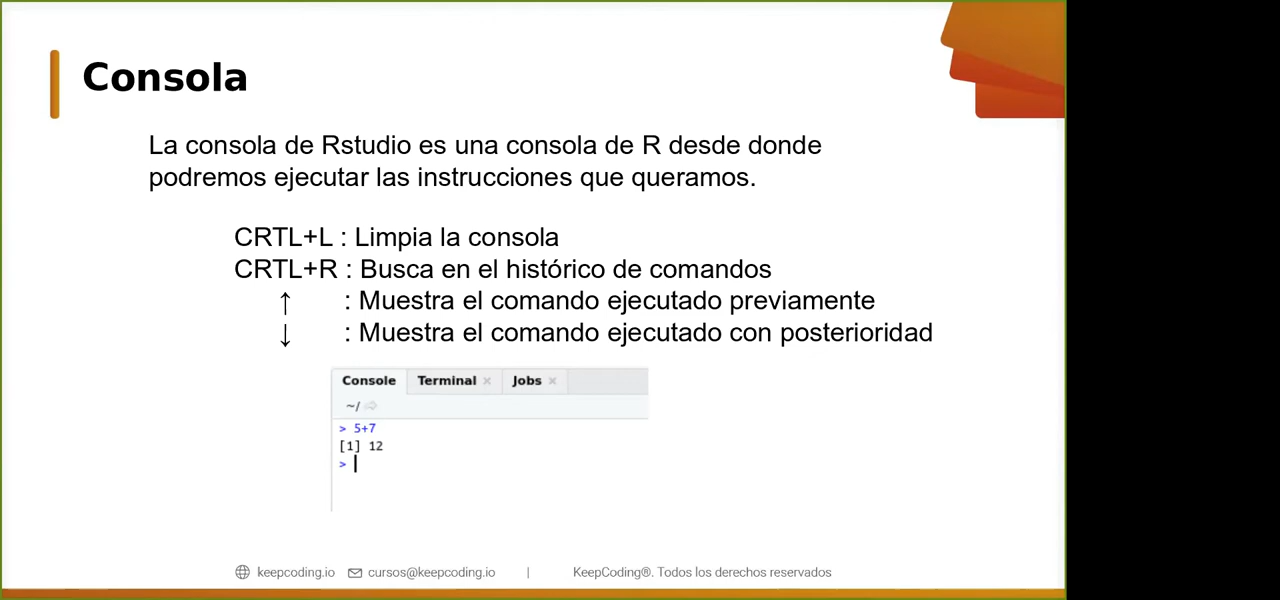 Consola
La consola de Rstudio es una consola de R desde donde
podremos ejecutar las instrucciones que queramos.
CRTL+L : Limpia la consola
CRTL+R : Busca en el histórico de comandos
↑ : Muestra el comando ejecutado previamente
↓ : Muestra el comando ejecutado con posterioridad
Console Terminal × Jobs ×
~/
> 5+7
[1] 12
>
keepcoding.io cursos@keepcoding.io | KeepCoding®. Todos los derechos reservados